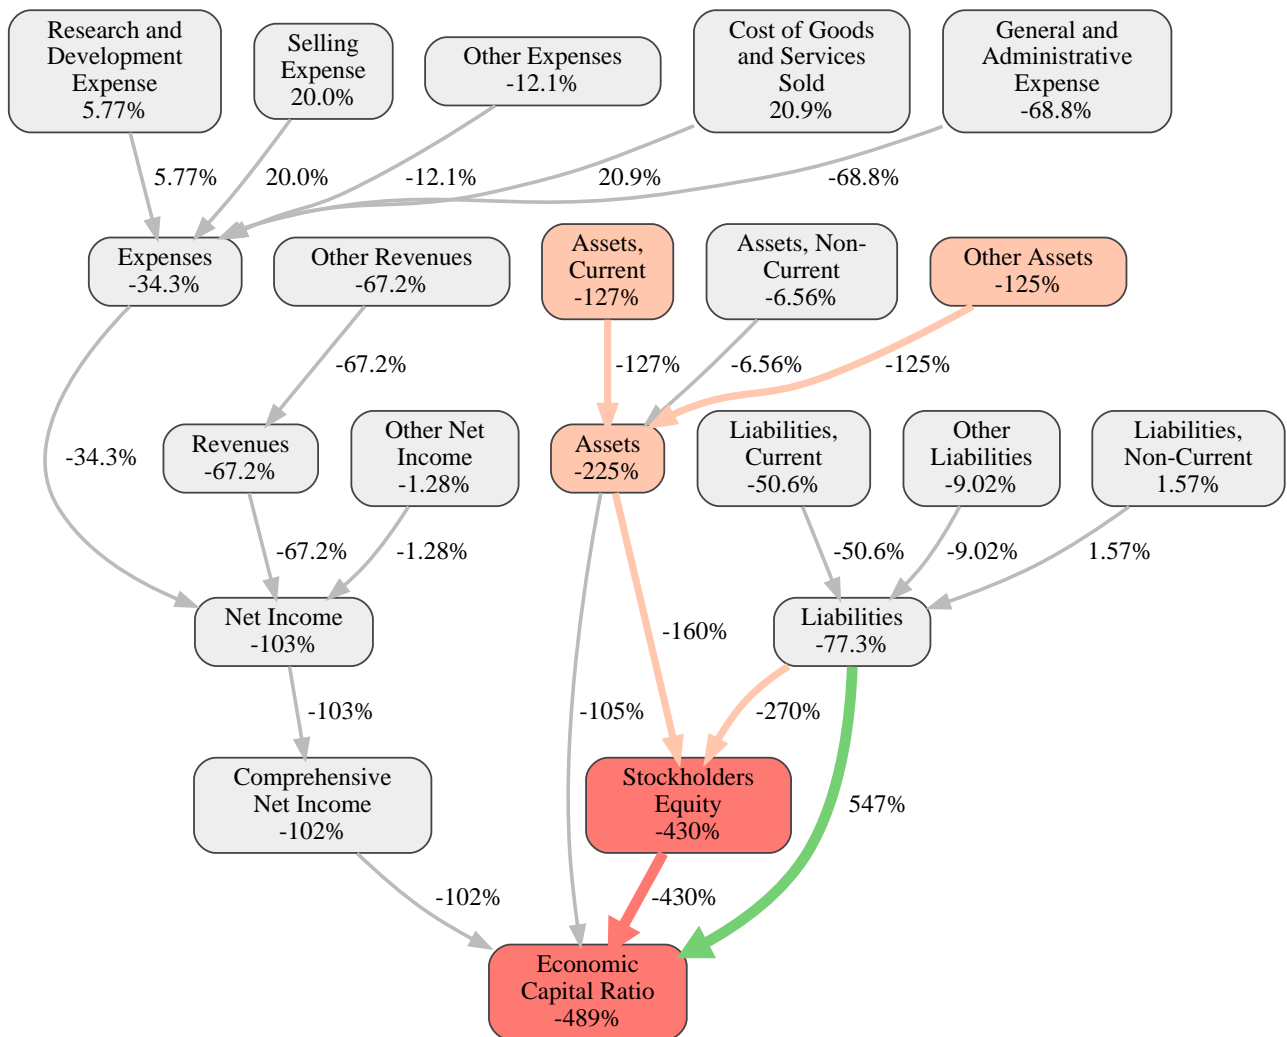 Research and
Development
Expense
5.77%
Selling
Expense
20.0%
Other Expenses
-12.1%
Cost of Goods
and Services
Sold
20.9%
General and
Administrative
Expense
-68.8%
5.77%
20.0%
-12.1%
20.9%
-68.8%
Expenses
-34.3%
Other Revenues
-67.2%
Assets,
Current
-127%
Assets, Non-
Current
-6.56%
Other Assets
-125%
-67.2%
-127%
-6.56%
-125%
-34.3%
Revenues
-67.2%
Other Net
Income
-1.28%
Assets
-225%
Liabilities,
Current
-50.6%
Other
Liabilities
-9.02%
Liabilities,
Non-Current
1.57%
-67.2%
-1.28%
-50.6%
-9.02%
1.57%
Net Income
-103%
-160%
Liabilities
-77.3%
-103%
-105%
-270%
Comprehensive
Net Income
-102%
Stockholders
Equity
-430%
547%
-102%
-430%
Economic
Capital Ratio
-489%